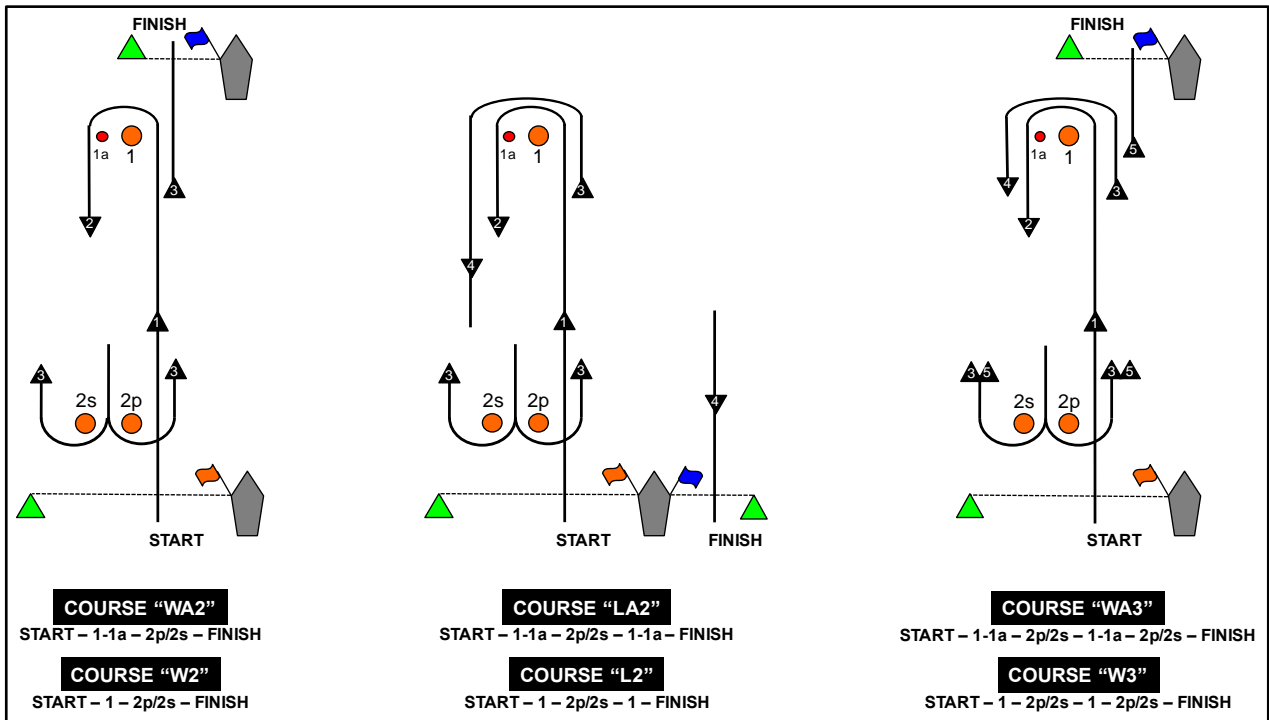 FINISH
1a
1
3
2
1
3
3
2s
2p
START
COURSE “WA2”
START – 1-1a – 2p/2s – FINISH
COURSE “W2”
START – 1 – 2p/2s – FINISH
1a
1
3
2
4
1
3
3
4
2s
2p
START
FINISH
COURSE “LA2”
START – 1-1a – 2p/2s – 1-1a – FINISH
COURSE “L2”
START – 1 – 2p/2s – 1 – FINISH
FINISH
1a
1
5
4
3
2
1
3
5
3
5
2s
2p
START
COURSE “WA3”
START – 1-1a – 2p/2s – 1-1a – 2p/2s – FINISH
COURSE “W3”
START – 1 – 2p/2s – 1 – 2p/2s – FINISH